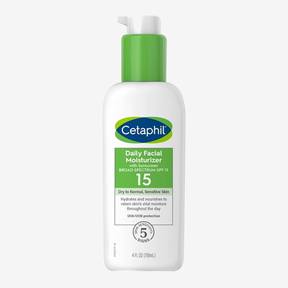 Cetaphil
Daily Facial
Moisturizer
with Sunscreen
BROAD SPECTRUM SPF 15
15
Dry to Normal, Sensitive Skin
Hydrates and nourishes to
retain skin's vital moisture
throughout the day
UVA/UVB protection
5
SIGNS
4 FL OZ (118mL)